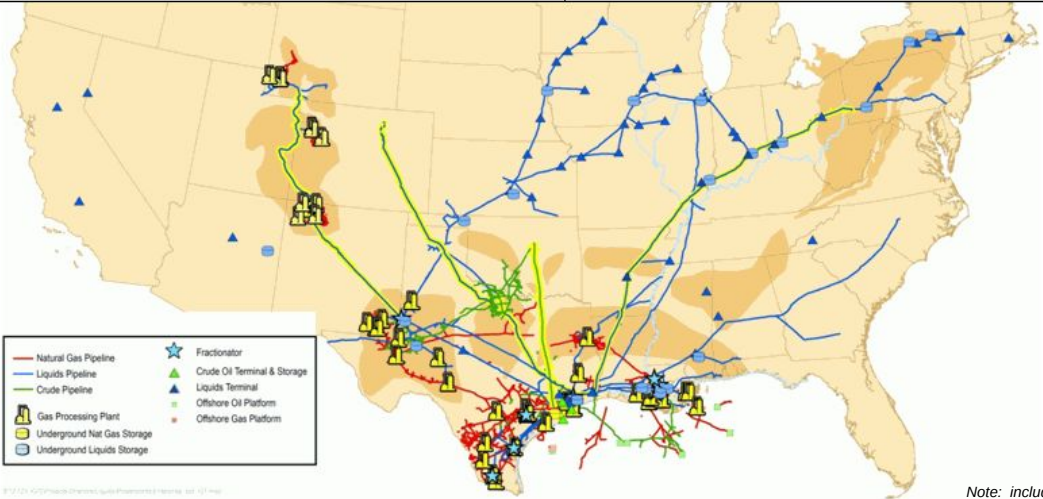 Natural Gas Pipeline
Liquids Pipeline
Crude Pipeline
Gas Processing Plant
Underground Nat Gas Storage
Underground Liquids Storage
Fractionator
Crude Oil Terminal & Storage
Liquids Terminal
Offshore Oil Platform
Offshore Gas Platform
Note: inclu